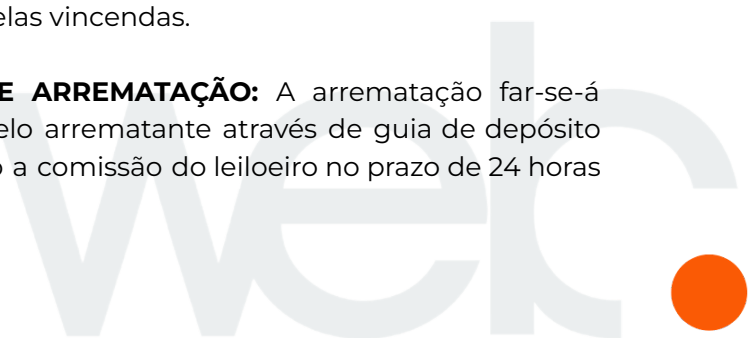 elas vincendas.
E ARREMATAÇÃO: A arrematação far-se-á
elo arrematante através de guia de depósito
o a comissão do leiloeiro no prazo de 24 horas
web.